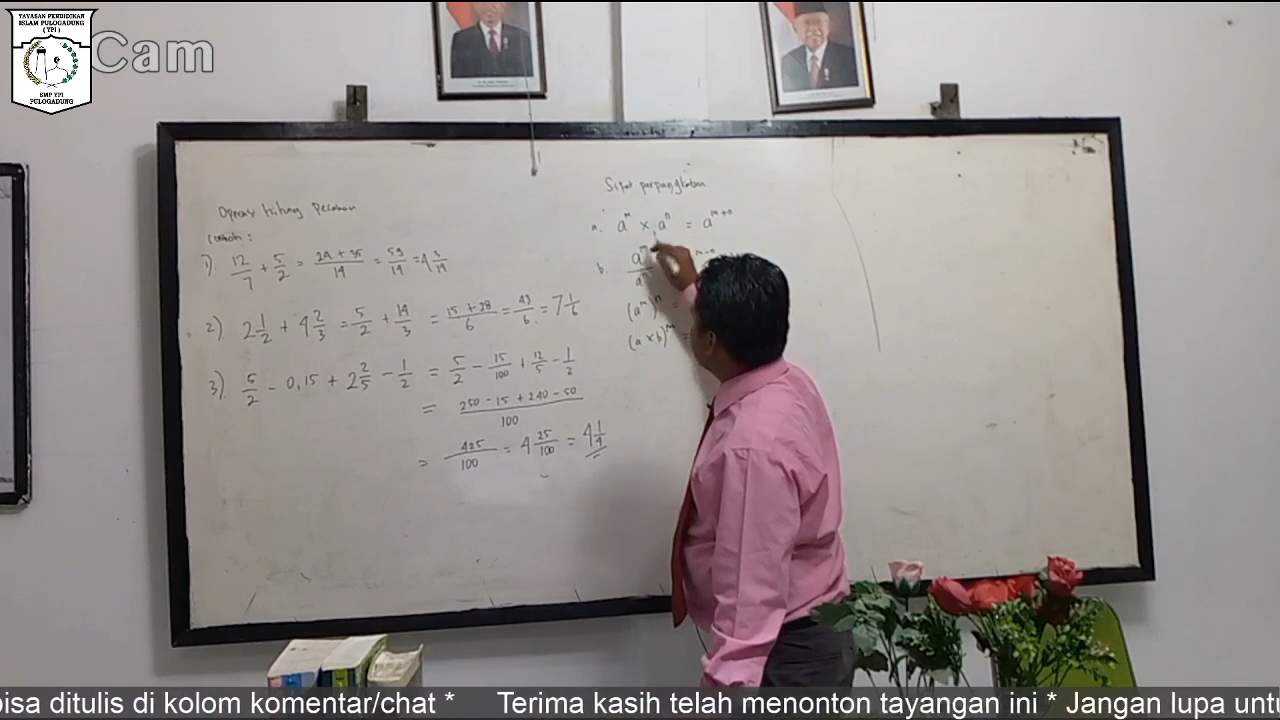 YAYASAN PENDIDIKAN
ISLAM PULOGADUNG
( YPI )
SMP YPI
PULOGADUNG
Cam
Operasi hitung pecahan
Contoh :
1) 12/7 + 5/2 = 24 + 35/14 = 59/14 = 4 3/14
2) 2 1/2 + 4 2/3 = 5/2 + 14/3 = 15 + 28/6 = 43/6 = 7 1/6
3) 5/2 - 0,15 + 2 2/5 - 1/2 = 5/2 - 15/100 + 12/5 - 1/2
= 250 - 15 + 240 - 50/100
= 425/100 = 4 25/100 = 4 1/4
Sifat perpangkatan
a. a^m × a^n = a^m+n
b. a^m/a^n
(a^m)^n =
(a × b)^m =
bisa ditulis di kolom komentar/chat * Terima kasih telah menonton tayangan ini * Jangan lupa untu